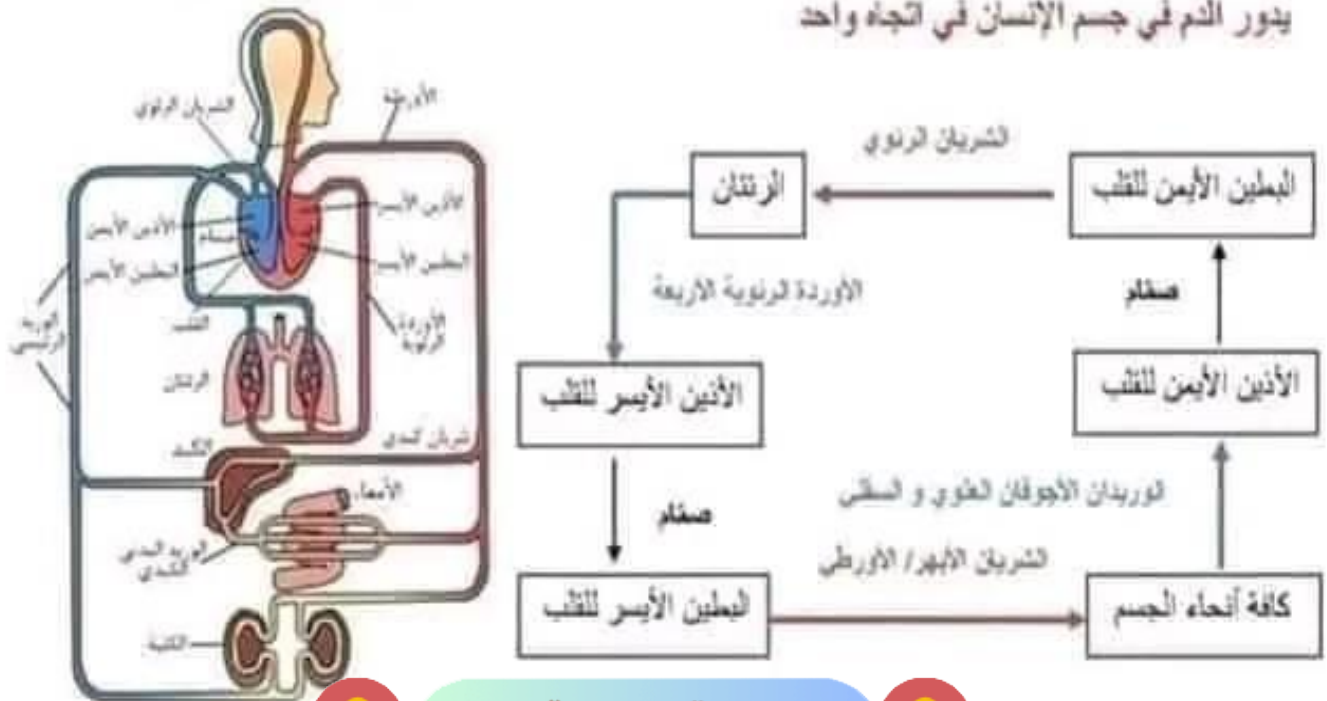 يدور الدم في جسم الإنسان في اتجاه واحد
الشريان الرئوي
البطين الأيمن للقلب
الرئتان
صمام
الأوردة الرئوية الأربعة
الأذين الأيمن للقلب
الأذين الأيسر للقلب
الوريدان الأجوفان العلوي و السفلي
صمام
الشريان الأبهر/ الأورطي
كافة أنحاء الجسم
البطين الأيسر للقلب
الشريان الرئوي
الأورطة
الأذين الأيسر
الأذين الأيمن
صمام
البطين الأيسر
البطين الأيمن
القلب
الأوردة
الرئوية
الوريد
الرئتان
شريان كبدي
الكبد
الأمعاء
الكلية